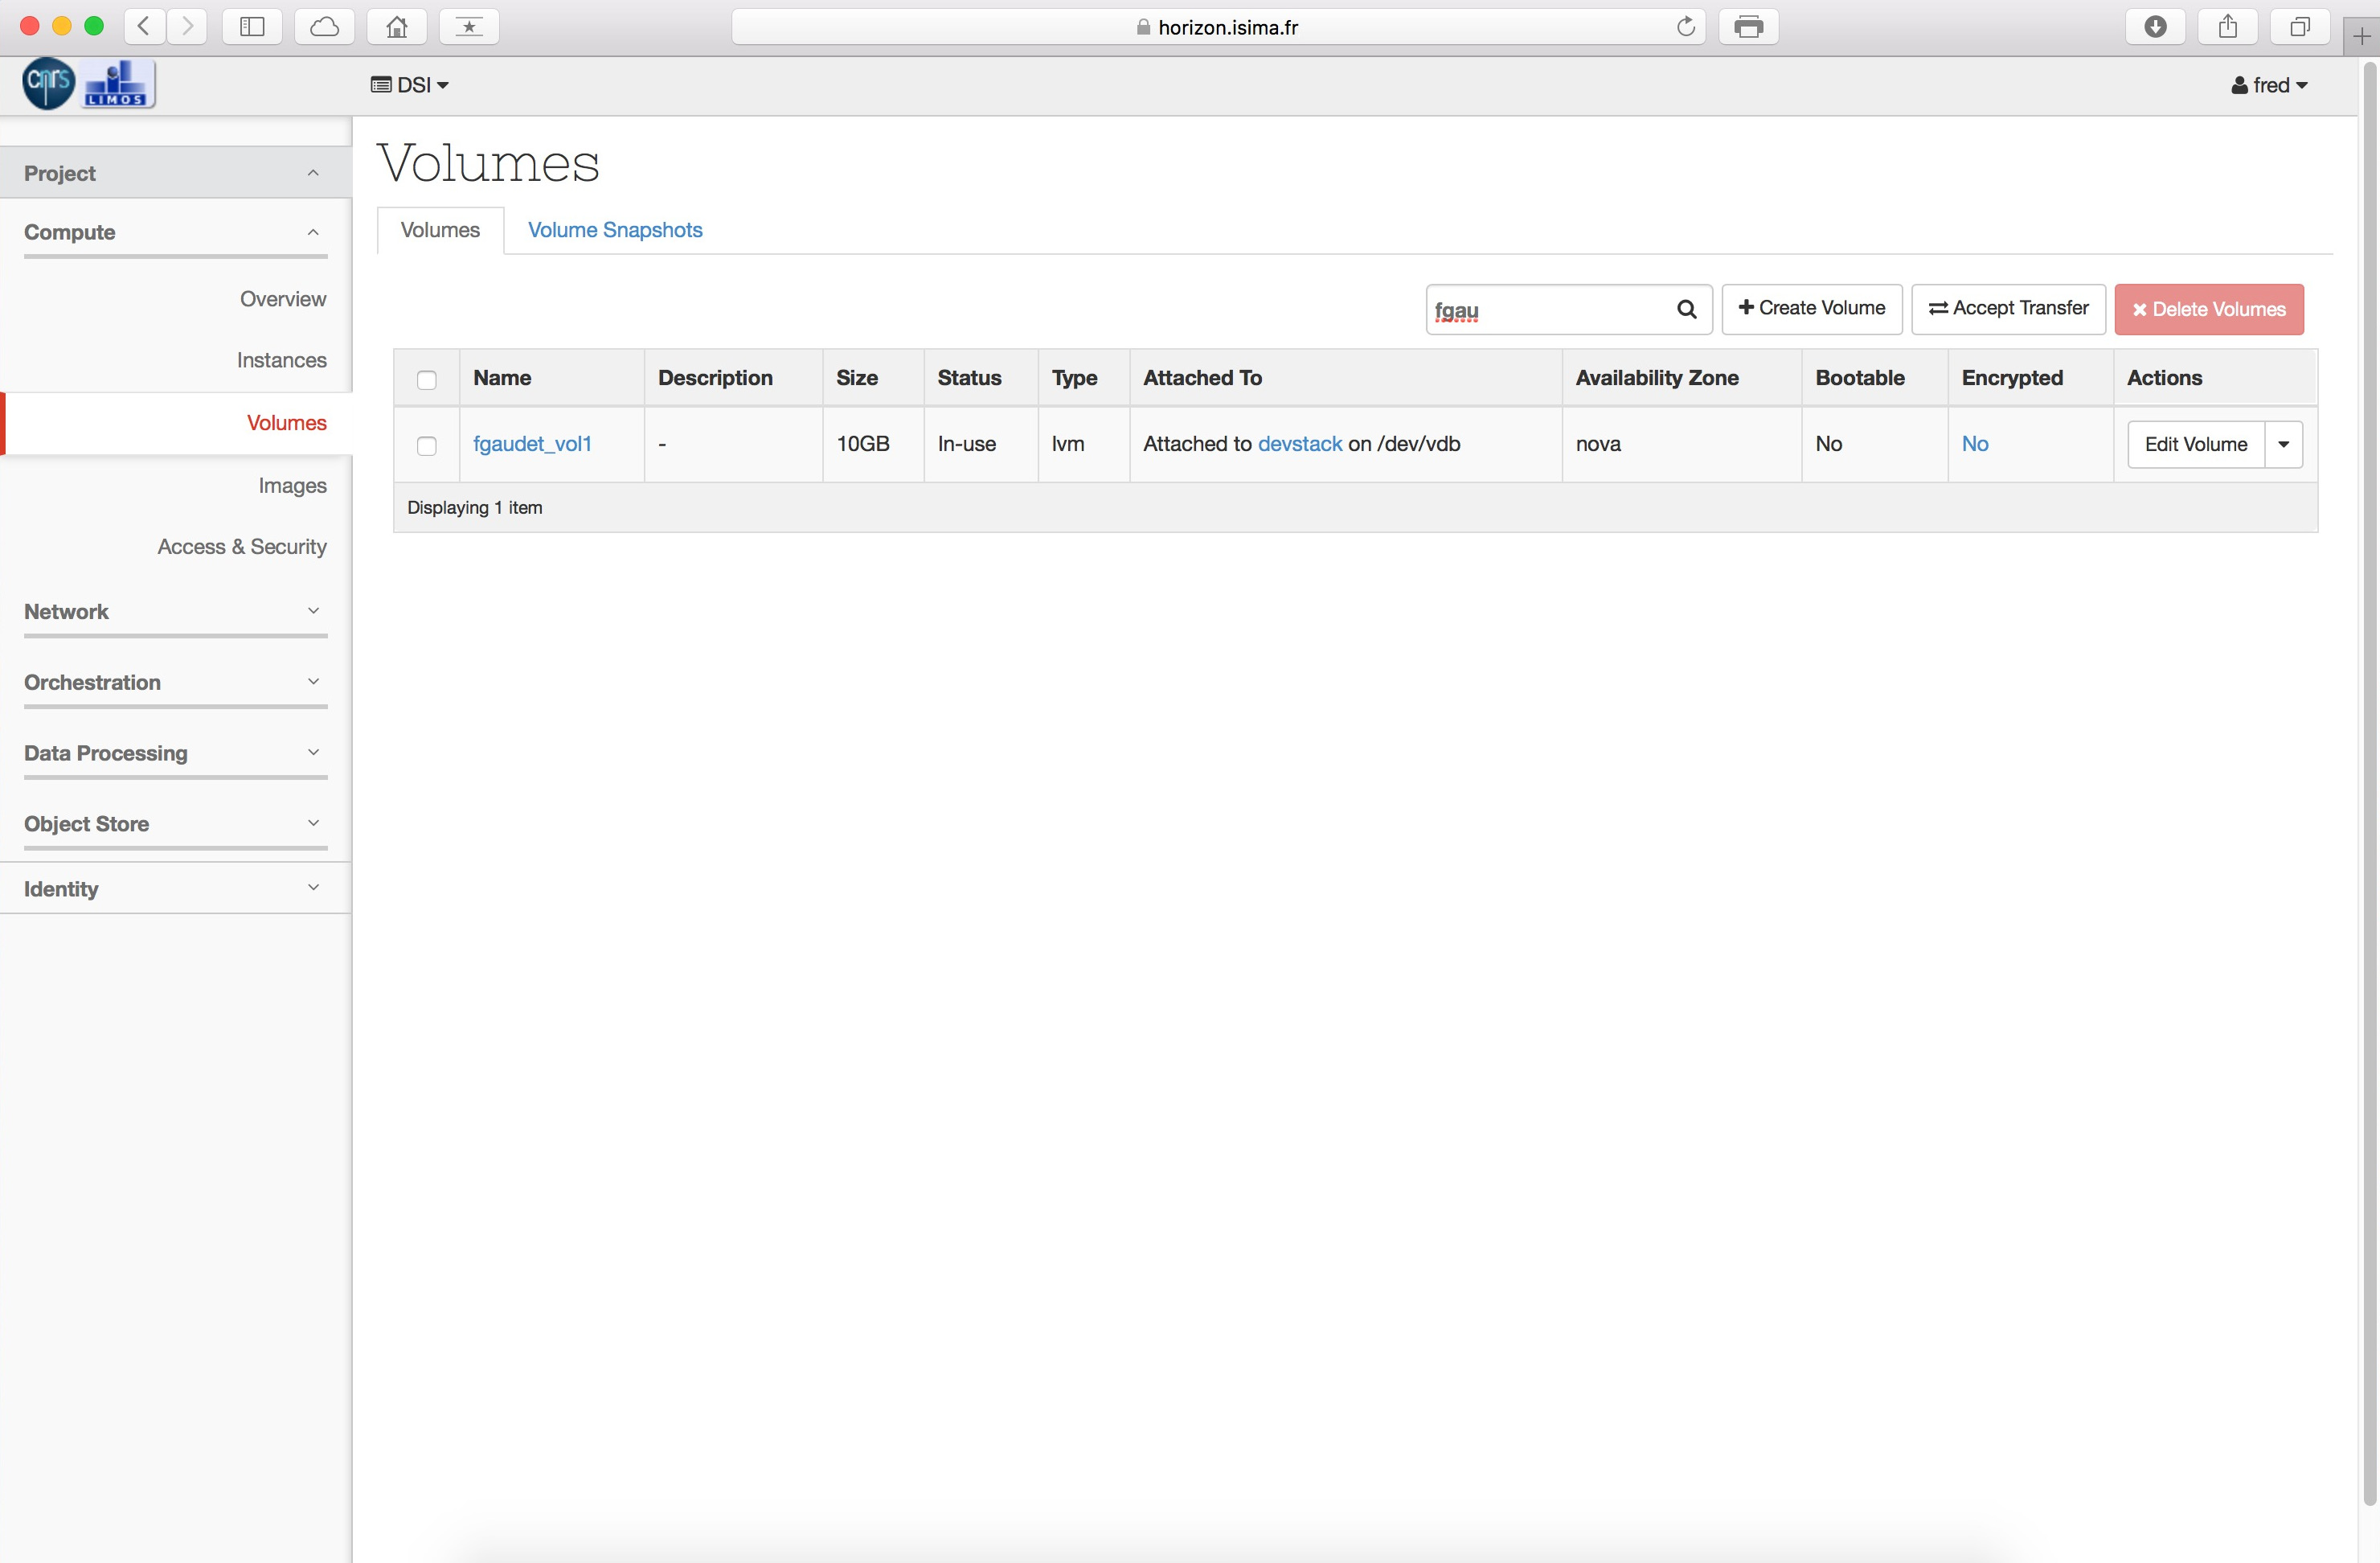 horizon.isima.fr
cnrs
LIMOS
DSI
fred
Project
Compute
Overview
Instances
Volumes
Images
Access & Security
Network
Orchestration
Data Processing
Object Store
Identity
Volumes
Volumes Volume Snapshots
fgau Create Volume Accept Transfer Delete Volumes
Name Description Size Status Type Attached To Availability Zone Bootable Encrypted Actions
fgaudet_vol1 - 10GB In-use lvm Attached to devstack on /dev/vdb nova No No Edit Volume
Displaying 1 item